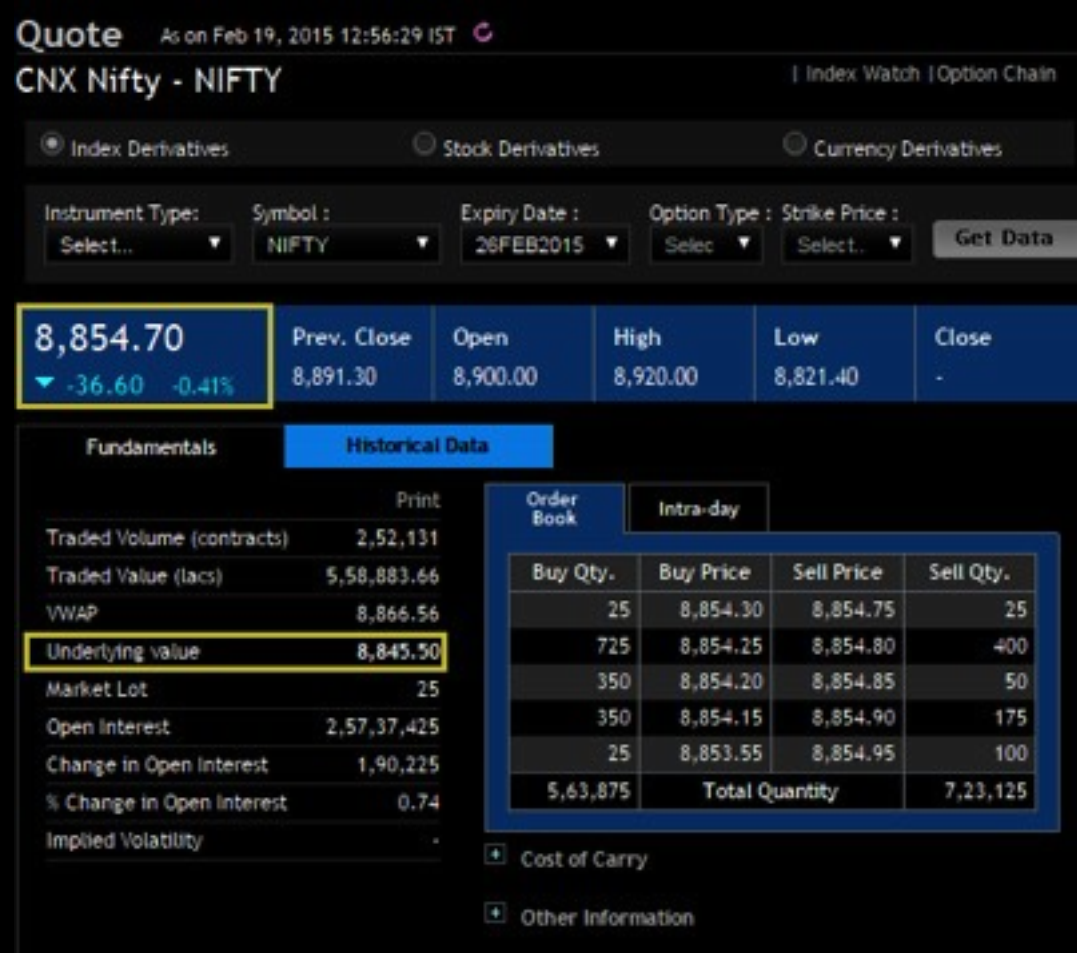 Quote As on Feb 19, 2015 12:56:29 IST
CNX Nifty - NIFTY | Index Watch | Option Chain
Index Derivatives Stock Derivatives Currency Derivatives
Instrument Type: Symbol : Expiry Date : Option Type : Strike Price :
Select... NIFTY 26FEB2015 Selec Select.. Get Data
8,854.70 Prev. Close Open High Low Close
-36.60 -0.41% 8,891.30 8,900.00 8,920.00 8,821.40 -
Fundamentals Historical Data
Print
Traded Volume (contracts) 2,52,131
Traded Value (lacs) 5,58,883.66
VWAP 8,866.56
Underlying value 8,845.50
Market Lot 25
Open Interest 2,57,37,425
Change in Open Interest 1,90,225
% Change in Open Interest 0.74
Implied Volatility -
Order
Book
Intra-day
Buy Qty. Buy Price Sell Price Sell Qty.
25 8,854.30 8,854.75 25
725 8,854.25 8,854.80 400
350 8,854.20 8,854.85 50
350 8,854.15 8,854.90 175
25 8,853.55 8,854.95 100
5,63,875 Total Quantity 7,23,125
Cost of Carry
Other Information